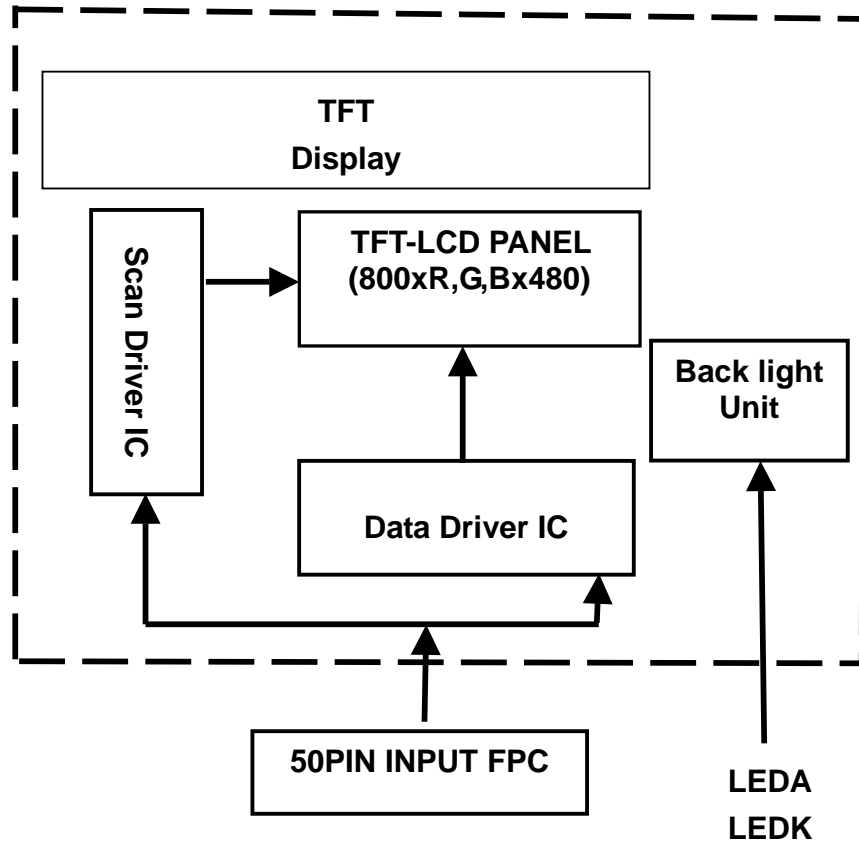 TFT
Display
TFT-LCD PANEL
(800xR,G,Bx480)
Scan Driver IC
Back light
Unit
Data Driver IC
50PIN INPUT FPC
LEDA
LEDK